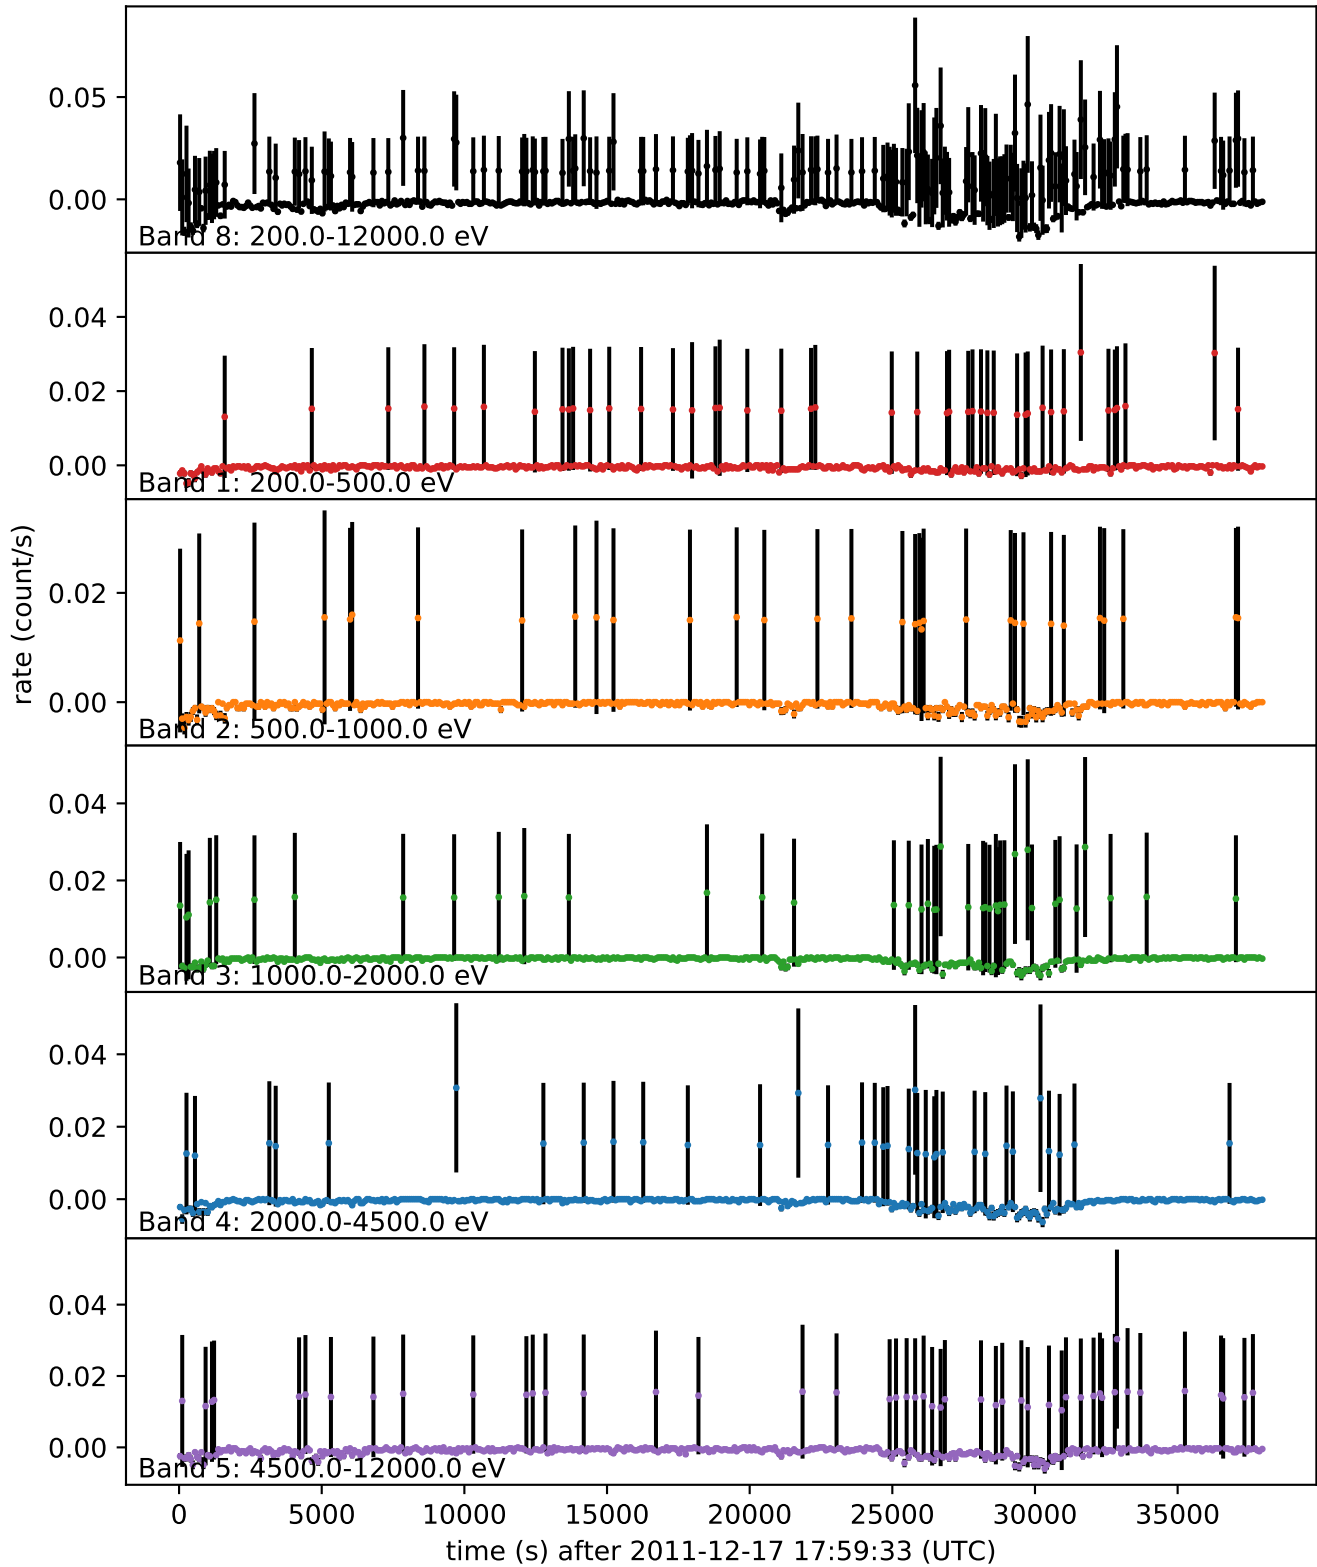 0.05
0.00
Band 8: 200.0-12000.0 eV
0.04
0.02
0.00
Band 1: 200.0-500.0 eV
0.02
0.00
Band 2: 500.0-1000.0 eV
rate (count/s)
0.04
0.02
0.00
Band 3: 1000.0-2000.0 eV
0.04
0.02
0.00
Band 4: 2000.0-4500.0 eV
0.04
0.02
0.00
Band 5: 4500.0-12000.0 eV
0 5000 10000 15000 20000 25000 30000 35000
time (s) after 2011-12-17 17:59:33 (UTC)